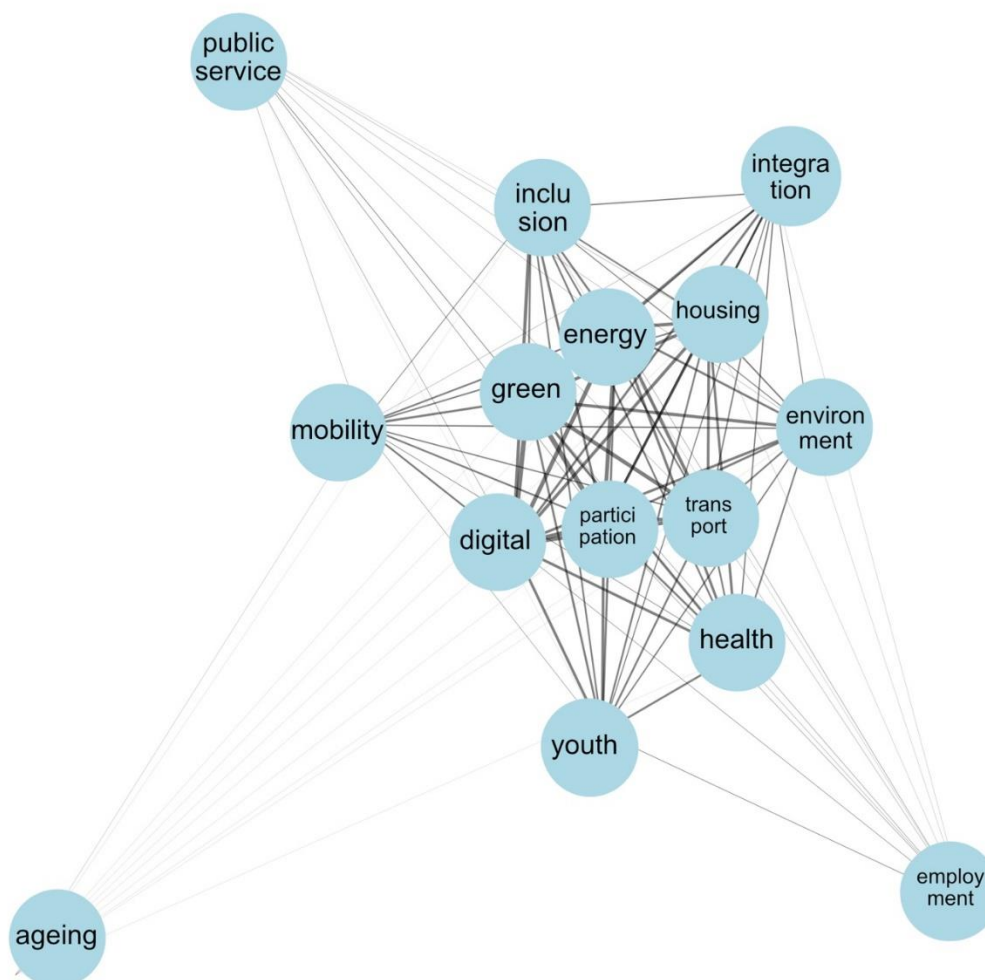 public
service
inclu
sion
integra
tion
energy
housing
green
mobility
environ
ment
digital
partici
pation
trans
port
health
youth
employ
ment
ageing